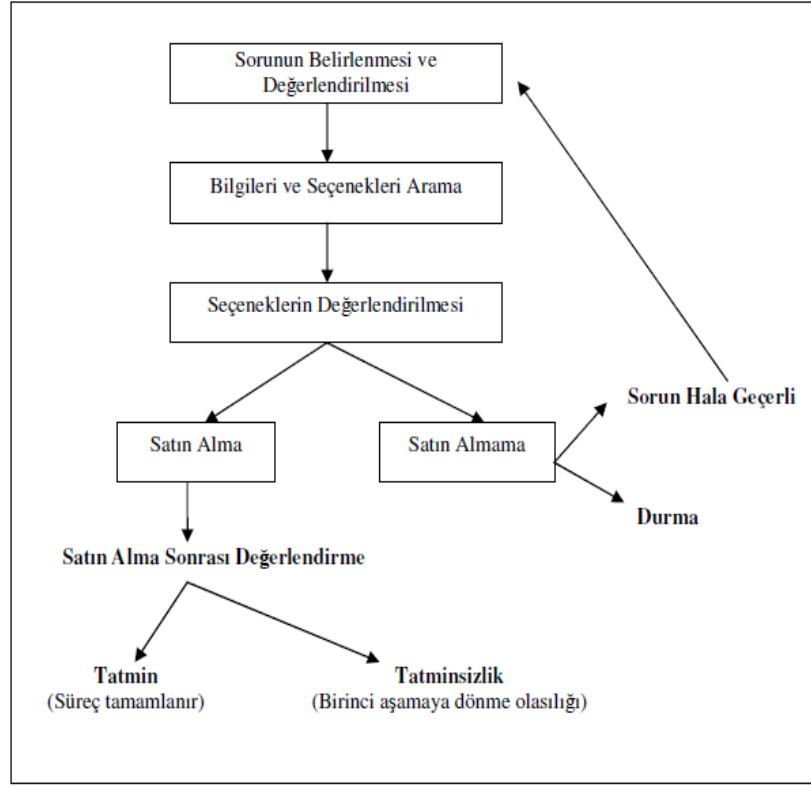 Sorunun Belirlenmesi ve
Değerlendirilmesi
Bilgileri ve Seçenekleri Arama
Seçeneklerin Değerlendirilmesi
Sorun Hala Geçerli
Satın Alma
Satın Almama
Durma
Satın Alma Sonrası Değerlendirme
Tatmin
(Süreç tamamlanır)
Tatminsizlik
(Birinci aşamaya dönme olasılığı)